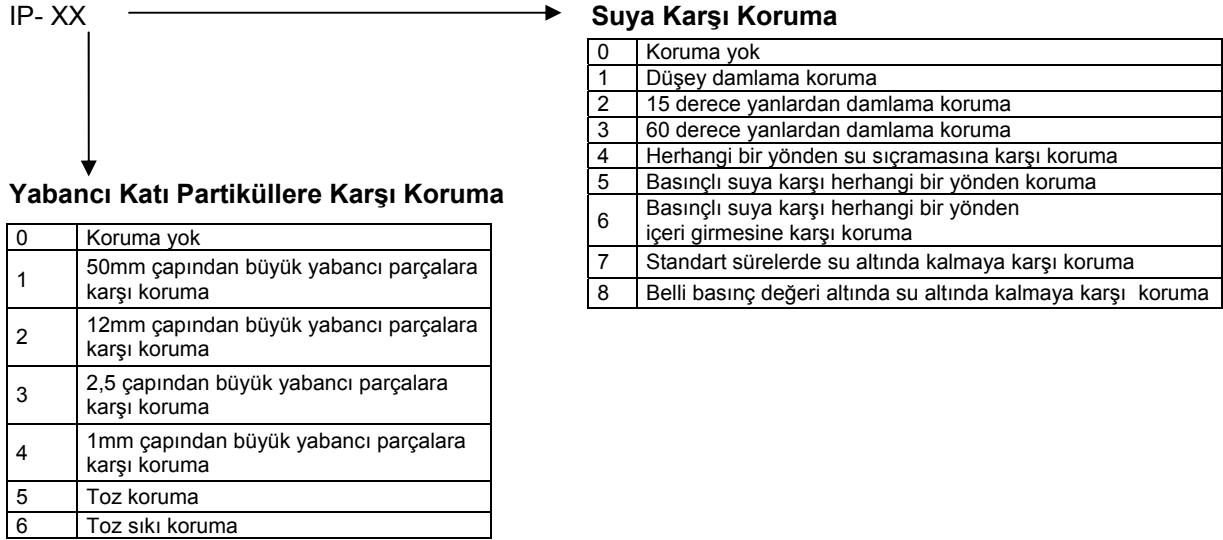 IP- XX
Suya Karşı Koruma
0 Koruma yok
1 Düşey damlama koruma
2 15 derece yanlardan damlama koruma
3 60 derece yanlardan damlama koruma
4 Herhangi bir yönden su sıçramasına karşı koruma
5 Basınçlı suya karşı herhangi bir yönden koruma
6 Basınçlı suya karşı herhangi bir yönden
içeri girmesine karşı koruma
7 Standart sürelerde su altında kalmaya karşı koruma
8 Belli basınç değeri altında su altında kalmaya karşı koruma
Yabancı Katı Partiküllere Karşı Koruma
0 Koruma yok
1 50mm çapından büyük yabancı parçalara
karşı koruma
2 12mm çapından büyük yabancı parçalara
karşı koruma
3 2,5 çapından büyük yabancı parçalara
karşı koruma
4 1mm çapından büyük yabancı parçalara
karşı koruma
5 Toz koruma
6 Toz sıkı koruma